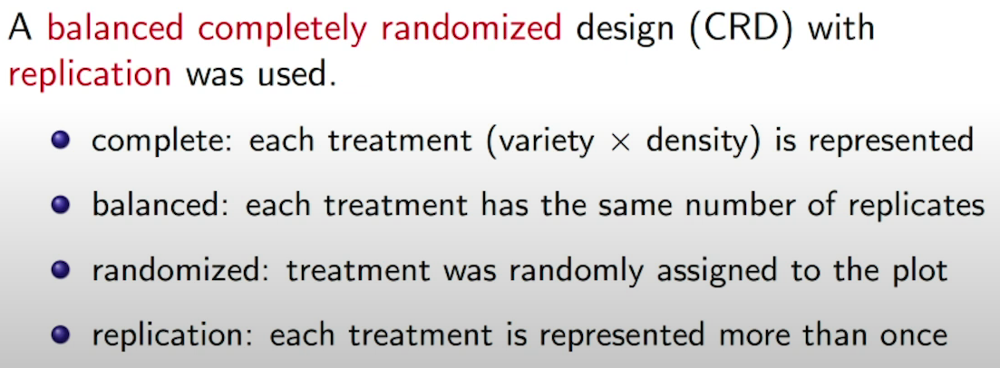 A balanced completely randomized design (CRD) with
replication was used.
complete: each treatment (variety × density) is represented
balanced: each treatment has the same number of replicates
randomized: treatment was randomly assigned to the plot
replication: each treatment is represented more than once